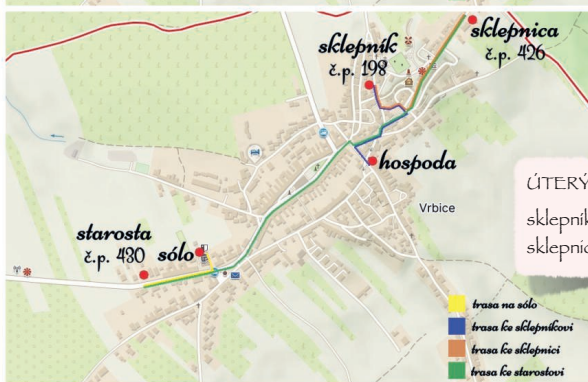 sklepník
č.p. 198
sklepnica
č.p. 426
hospoda
Vrbice
starosta
č.p. 430
sólo
ÚTERÝ
sklepník
trasa na sólo
trasa ke sklepníkovi
trasa ke sklepnici
trasa ke starostovi